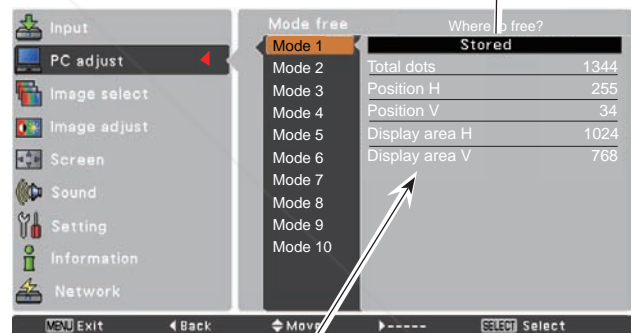 Input
PC adjust
Image select
Image adjust
Screen
Sound
Setting
Information
Network
Mode free
Mode 1
Mode 2
Mode 3
Mode 4
Mode 5
Mode 6
Mode 7
Mode 8
Mode 9
Mode 10
Where to free?
Stored
Total dots 1344
Position H 255
Position V 34
Display area H 1024
Display area V 768
MENU Exit
Back
Move
-----
SELECT Select